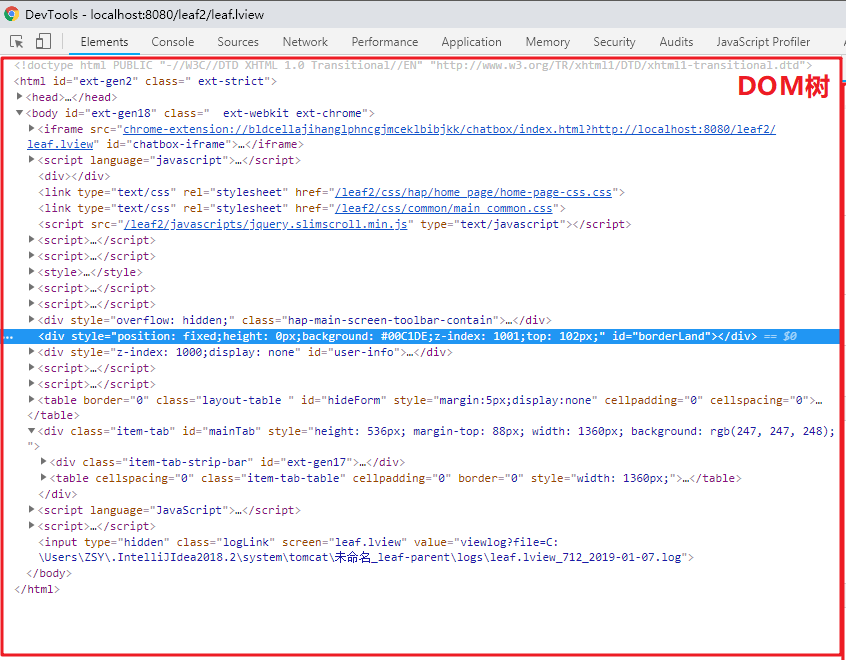 DevTools - localhost:8080/leaf2/leaf.lview
Elements Console Sources Network Performance Application Memory Security Audits JavaScript Profiler
<!doctype html PUBLIC "-//W3C//DTD XHTML 1.0 Transitional//EN" "http://www.w3.org/TR/xhtml1/DTD/xhtml1-transitional.dtd">
<html id="ext-gen2" class=" ext-strict">
DOM树
<head>…</head>
<body id="ext-gen18" class="  ext-webkit ext-chrome">
<iframe src="chrome-extension://bldcellajihanglphncgjmceklbibjkk/chatbox/index.html?http://localhost:8080/leaf2/
leaf.lview" id="chatbox-iframe">…</iframe>
<script language="javascript">…</script>
<div></div>
<link type="text/css" rel="stylesheet" href="/leaf2/css/hap/home_page/home-page-css.css">
<link type="text/css" rel="stylesheet" href="/leaf2/css/common/main_common.css">
<script src="/leaf2/javascripts/jquery.slimscroll.min.js" type="text/javascript"></script>
<script>…</script>
<script>…</script>
<style>…</style>
<script>…</script>
<script>…</script>
<div style="overflow: hidden;" class="hap-main-screen-toolbar-contain">…</div>
… <div style="position: fixed;height: 0px;background: #00C1DE;z-index: 1001;top: 102px;" id="borderLand"></div> == $0
<div style="z-index: 1000;display: none" id="user-info">…</div>
<script>…</script>
<script>…</script>
<table border="0" class="layout-table " id="hideForm" style="margin:5px;display:none" cellpadding="0" cellspacing="0">…
</table>
<div class="item-tab" id="mainTab" style="height: 536px; margin-top: 88px; width: 1360px; background: rgb(247, 247, 248);
">
<div class="item-tab-strip-bar" id="ext-gen17">…</div>
<table cellspacing="0" class="item-tab-table" cellpadding="0" border="0" style="width: 1360px;">…</table>
</div>
<script language="JavaScript">…</script>
<script>…</script>
<input type="hidden" class="logLink" screen="leaf.lview" value="viewlog?file=C:
\Users\ZSY\.IntelliJIdea2018.2\system\tomcat\未命名_leaf-parent\logs\leaf.lview_712_2019-01-07.log">
</body>
</html>